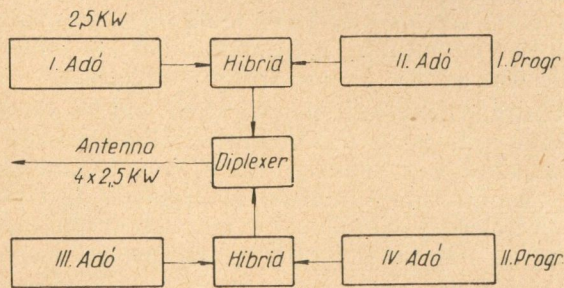 2,5 KW
I. Adó Hibrid II. Adó I. Progr
Antenno
4 x 2,5 KW
Diplexer
III. Adó Hibrid IV. Adó II. Progr.